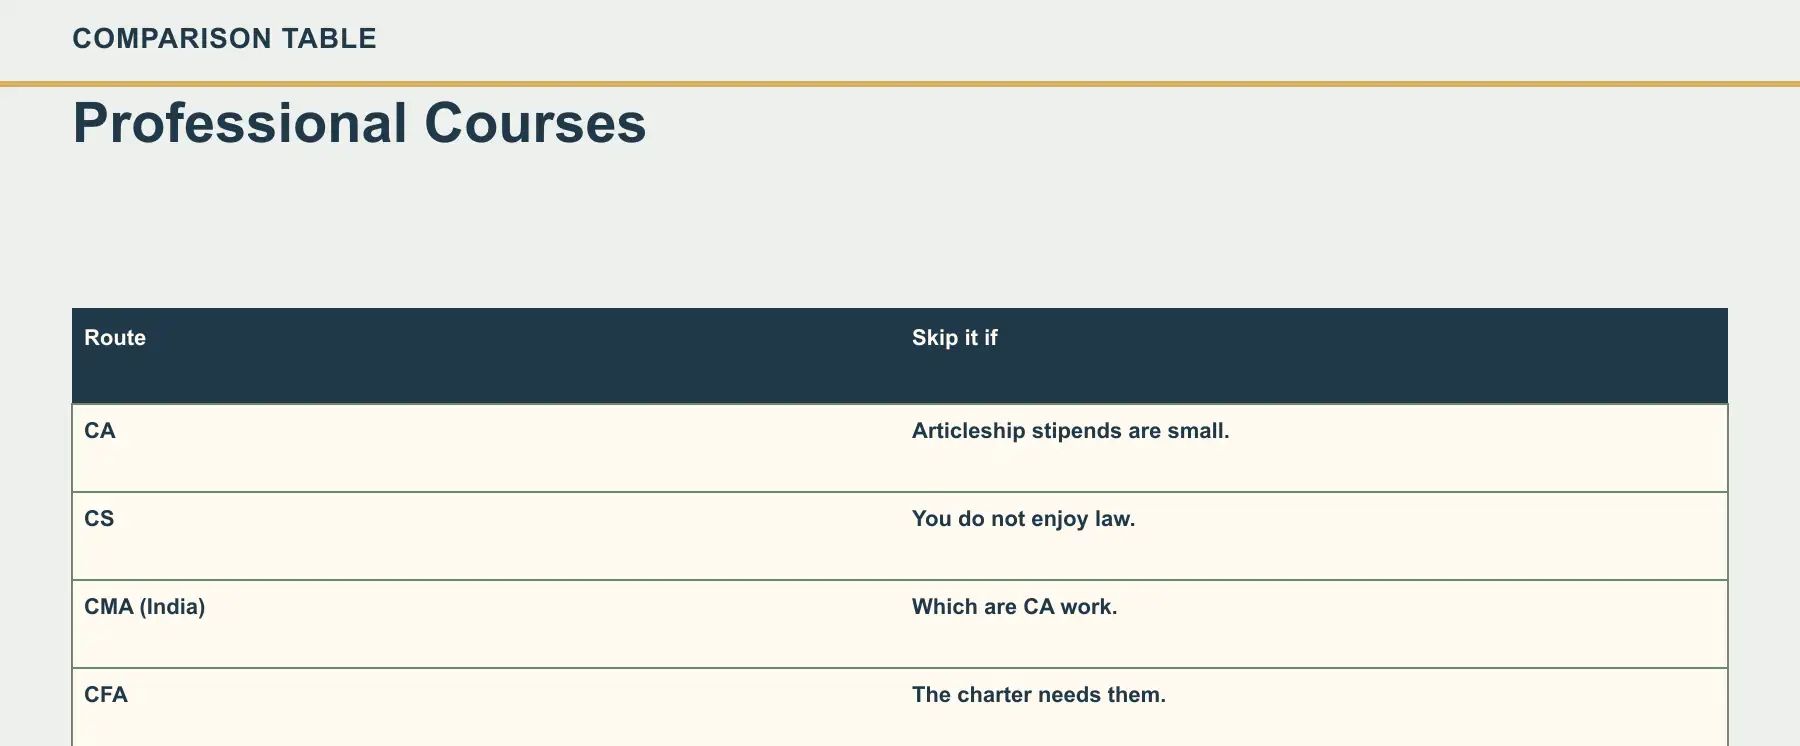 COMPARISON TABLE
Professional Courses
Route Skip it if
CA Articleship stipends are small.
CS You do not enjoy law.
CMA (India) Which are CA work.
CFA The charter needs them.